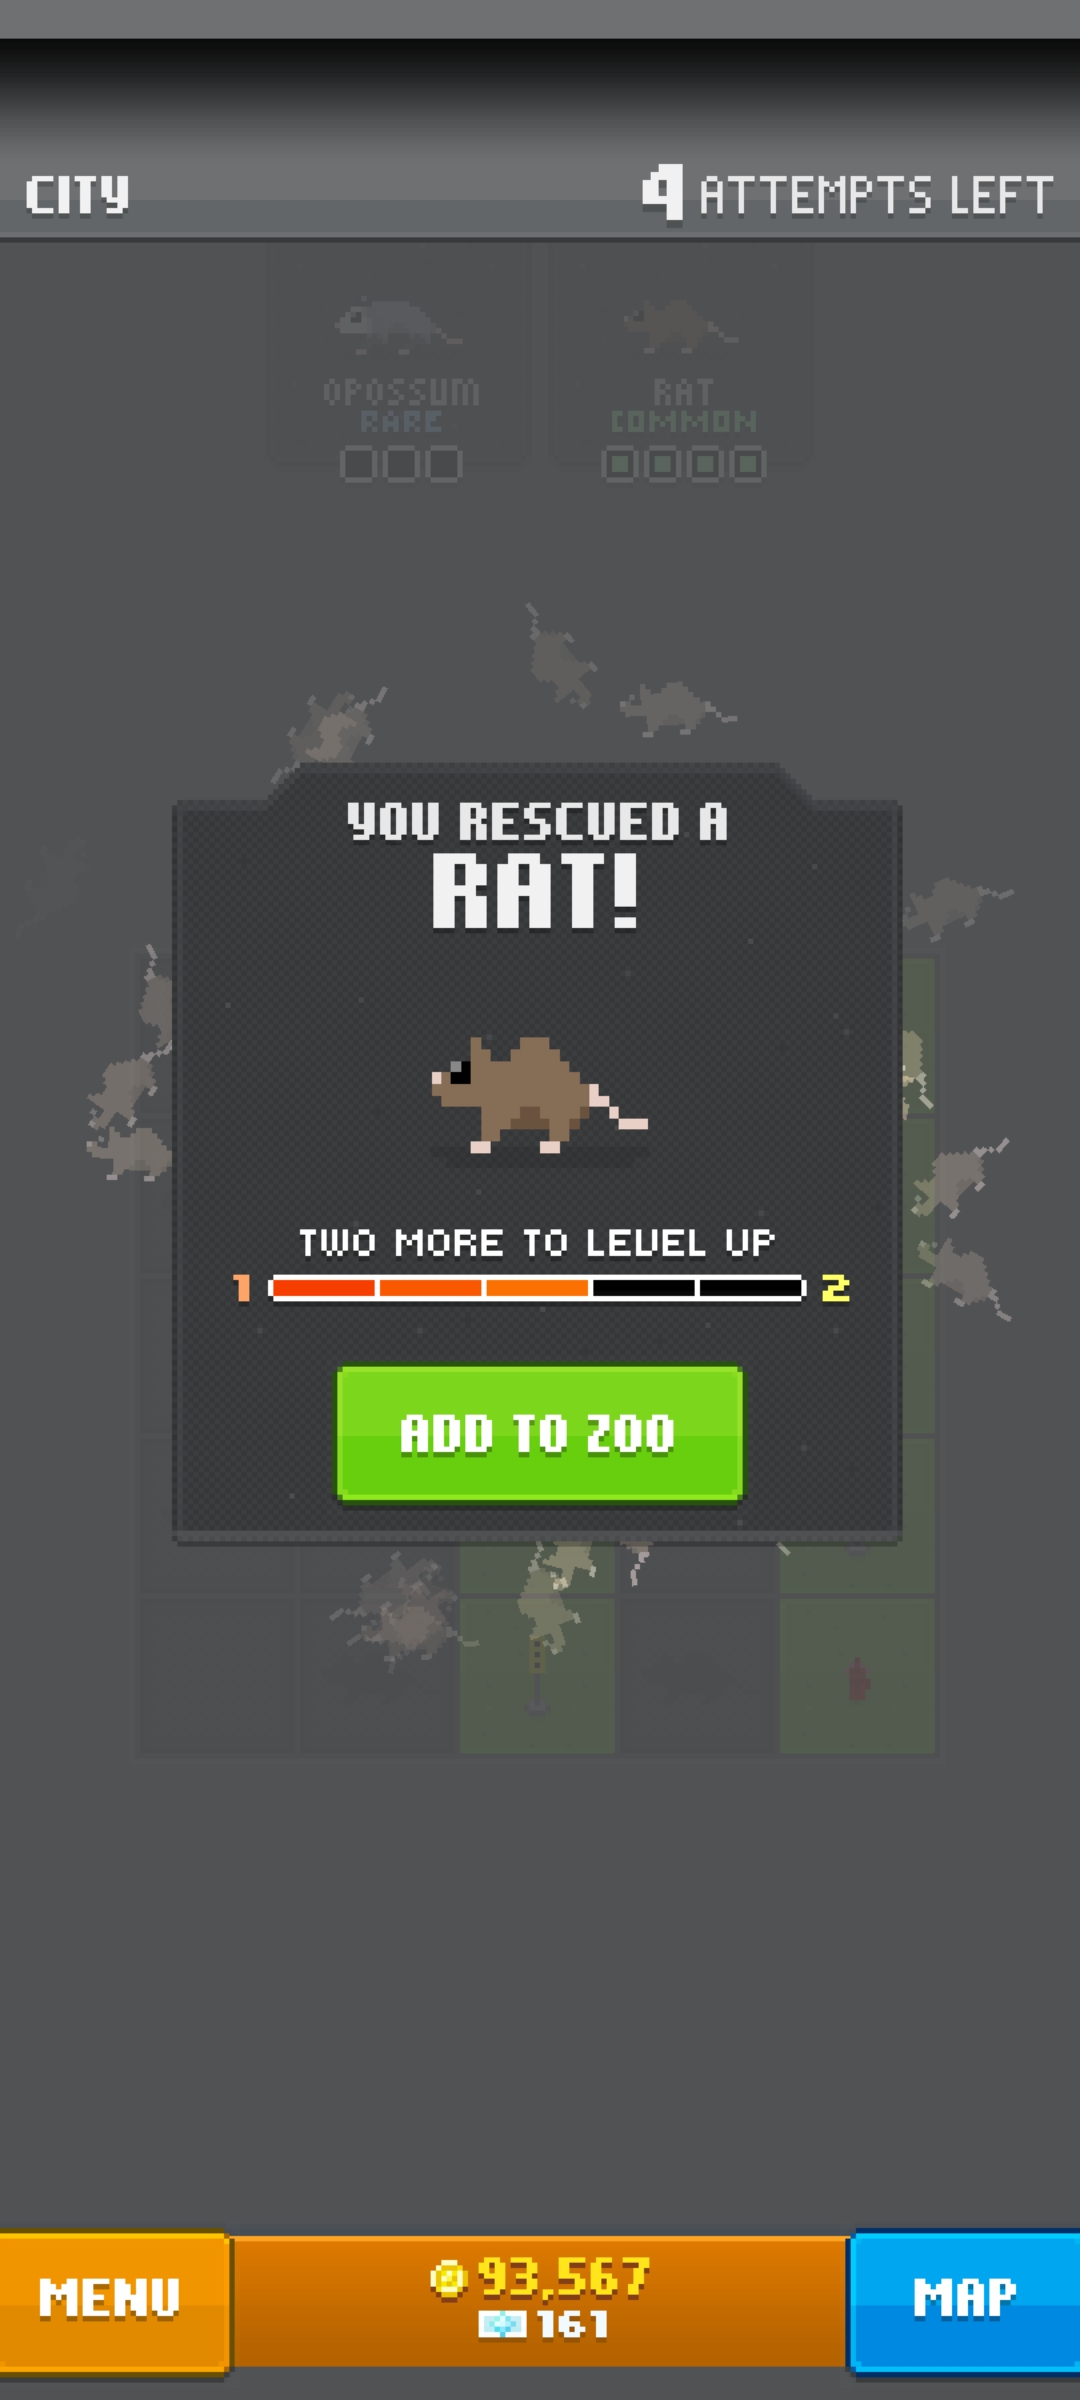 CITY
4 ATTEMPTS LEFT
OPOSSUM
RARE
RAT
COMMON
YOU RESCUED A
RAT!
TWO MORE TO LEVEL UP
1
2
ADD TO ZOO
MENU
93,567
161
MAP